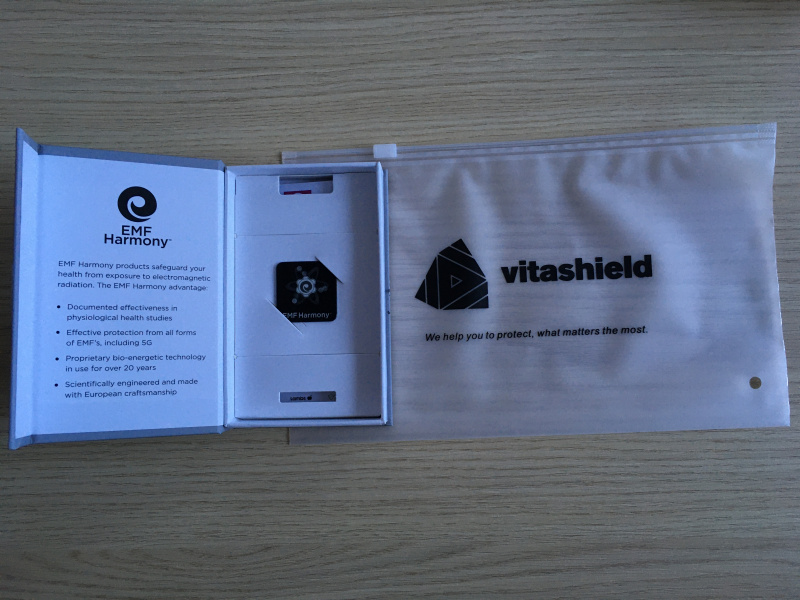 EMF
Harmony™
EMF Harmony products safeguard your
health from exposure to electromagnetic
radiation. The EMF Harmony advantage:
• Documented effectiveness in
physiological health studies
• Effective protection from all forms
of EMF's, including 5G
• Proprietary bio-energetic technology
in use for over 20 years
• Scientifically engineered and made
with European craftsmanship
EMF Harmony™
vitashield
We help you to protect, what matters the most.